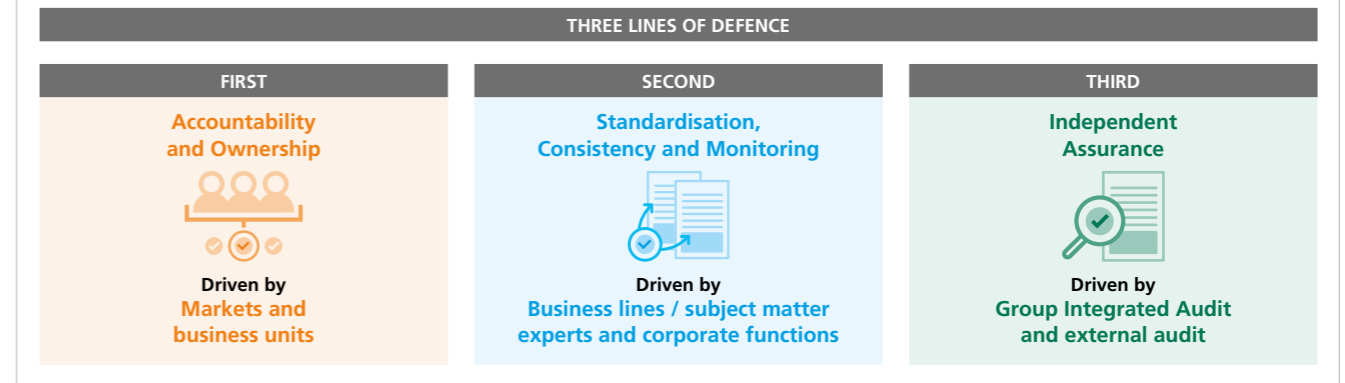 THREE LINES OF DEFENCE
FIRST
Accountability
and Ownership
Driven by
Markets and
business units
SECOND
Standardisation,
Consistency and Monitoring
Driven by
Business lines / subject matter
experts and corporate functions
THIRD
Independent
Assurance
Driven by
Group Integrated Audit
and external audit